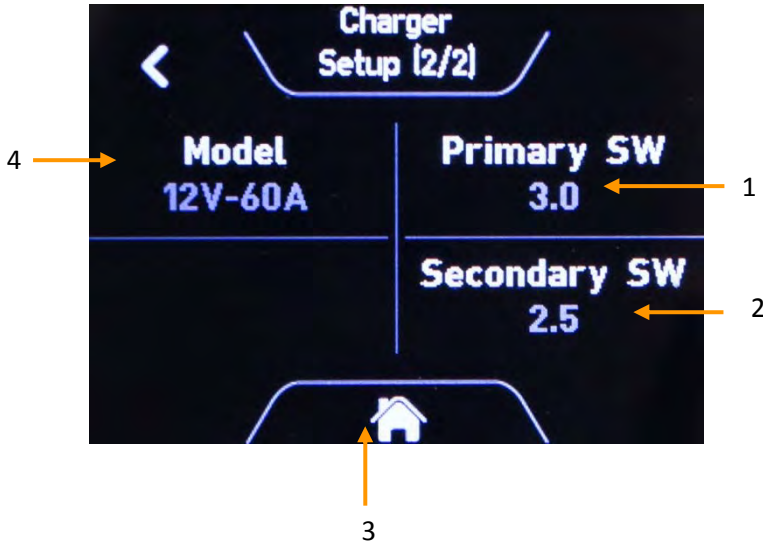 Charger
Setup (2/2)
4
Model
12V-60A
Primary SW
3.0
1
Secondary SW
2.5
2
3